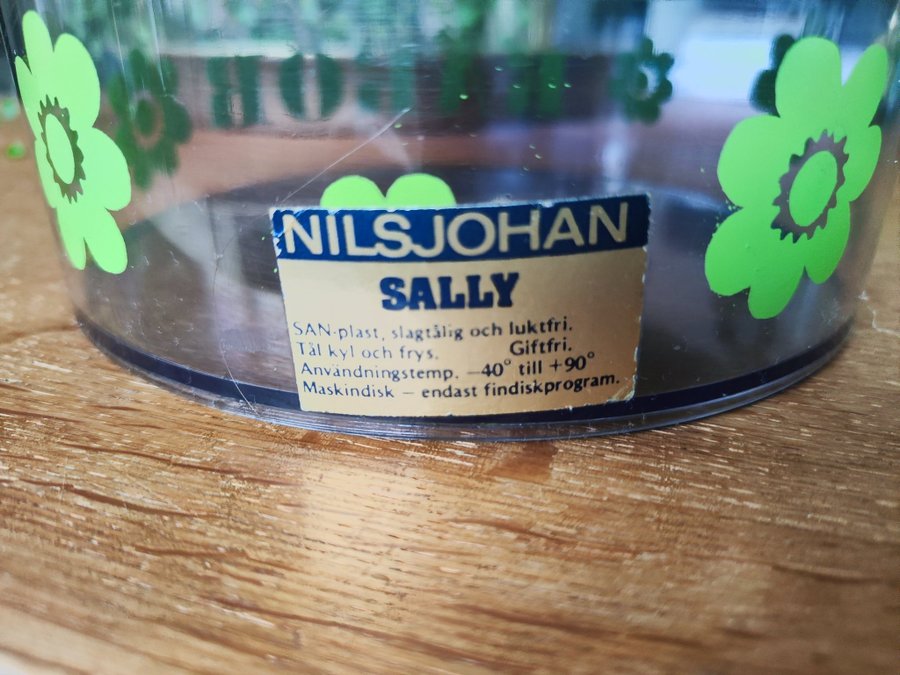 NILSJOHAN
SALLY
SAN-plast, slagtålig och luktfri.
Tål kyl och frys. Giftfri.
Användningstemp. —40° till +90°
Maskindisk — endast findiskprogram.